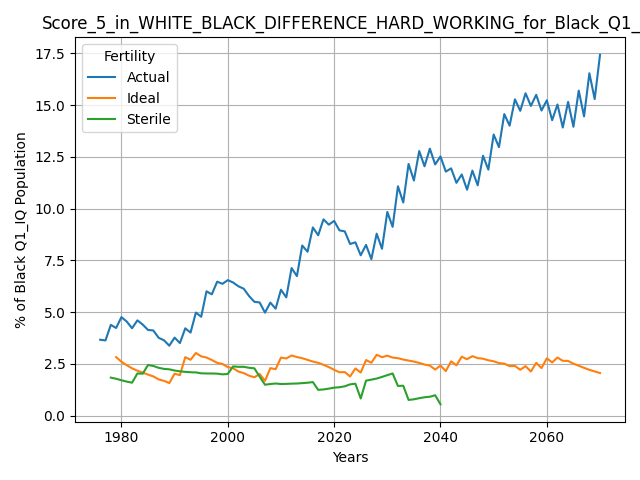 Score_5_in_WHITE_BLACK_DIFFERENCE_HARD_WORKING_for_Black_Q1_
Fertility
Actual
Ideal
Sterile
17.5
15.0
12.5
10.0
7.5
5.0
2.5
0.0
% of Black Q1_IQ Population
1980
2000
2020
2040
2060
Years